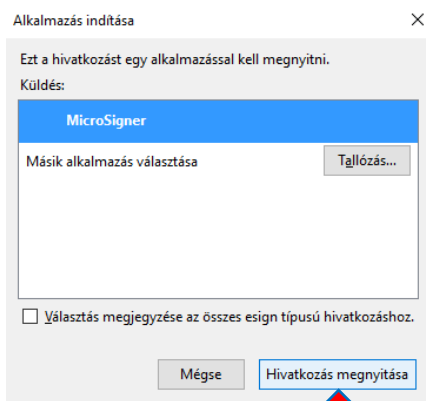 Alkalmazás indítása
Ezt a hivatkozást egy alkalmazással kell megnyitni.
Küldés:
MicroSigner
Másik alkalmazás választása
Tallózás...
Választás megjegyzése az összes esign típusú hivatkozáshoz.
Mégse
Hivatkozás megnyitása